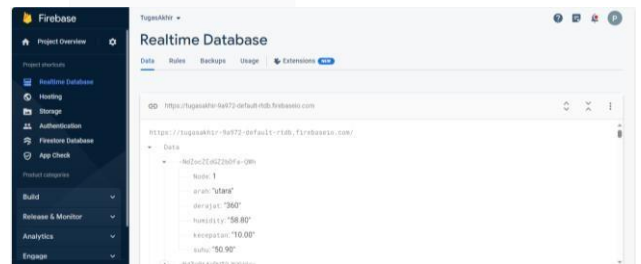 Firebase
TugasAkhir
Project Overview
Realtime Database
Project shortcuts
Data Rules Backups Usage Extensions NEW
Realtime Database
Hosting
Storage
Authentication
Firestore Database
App Check
Product categories
Build
Release & Monitor
Analytics
Engage
P
https://tugasakhir-9a972-default-rtdb.firebaseio.com
https://tugasakhir-9a972-default-rtdb.firebaseio.com/
Data
Node: 1
arah: "utara"
derajat: "360"
humidity: "58.80"
kecepatan: "10.00"
suhu: "50.90"